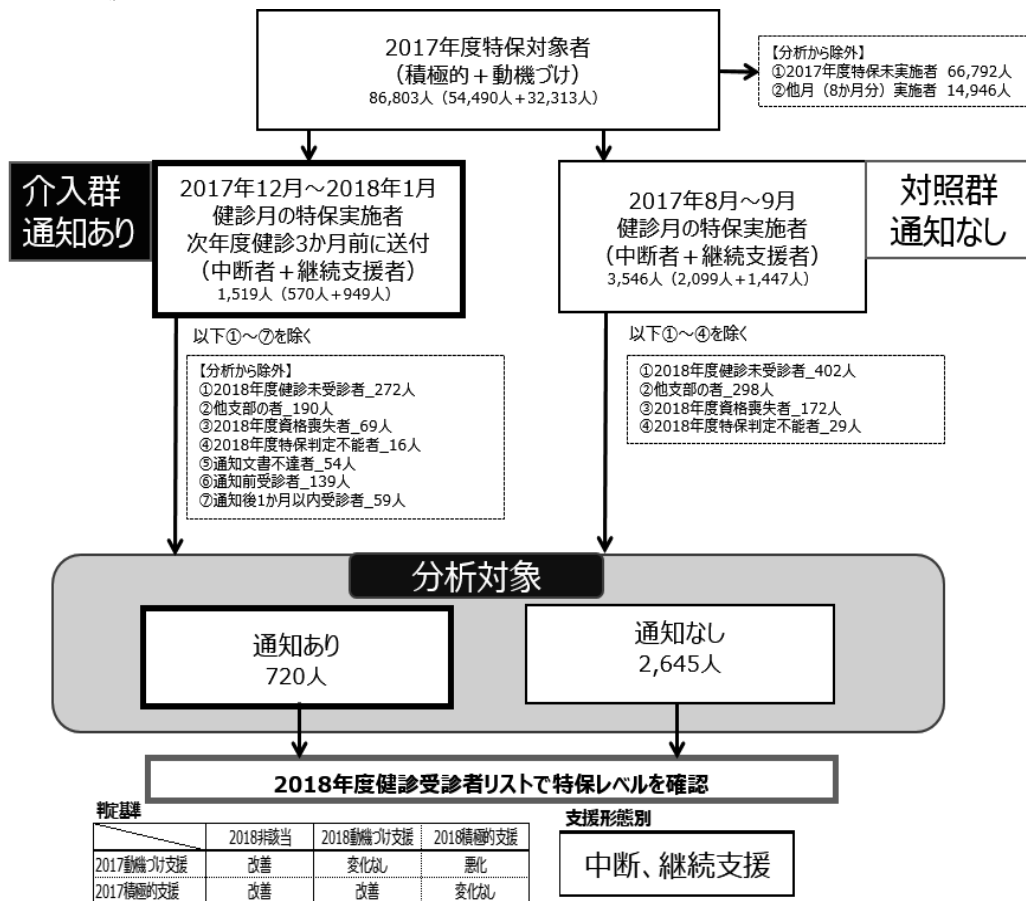 2017年度特保対象者
(積極的＋動機づけ)
86,803人（54,490人＋32,313人）
【分析から除外】
①2017年度特保未実施者 66,792人
②他月（8か月分）実施者 14,946人
介入群
通知あり
2017年12月～2018年1月
健診月の特保実施者
次年度健診3か月前に送付
（中断者＋継続支援者）
1,519人（570人＋949人）
2017年8月～9月
健診月の特保実施者
（中断者＋継続支援者）
3,546人（2,099人＋1,447人）
対照群
通知なし
以下①～⑦を除く
【分析から除外】
①2018年度健診未受診者_272人
②他支部の者_190人
③2018年度資格喪失者_69人
④2018年度特保判定不能者_16人
⑤通知文書不達者_54人
⑥通知前受診者_139人
⑦通知後1か月以内受診者_59人
以下①～④を除く
①2018年度健診未受診者_402人
②他支部の者_298人
③2018年度資格喪失者_172人
④2018年度特保判定不能者_29人
分析対象
通知あり
720人
通知なし
2,645人
2018年度健診受診者リストで特保レベルを確認
判定基準
2018非該当 2018動機づけ支援 2018積極的支援
2017動機づけ支援 改善 変化なし 悪化
2017積極的支援 改善 改善 変化なし
支援形態別
中断、継続支援